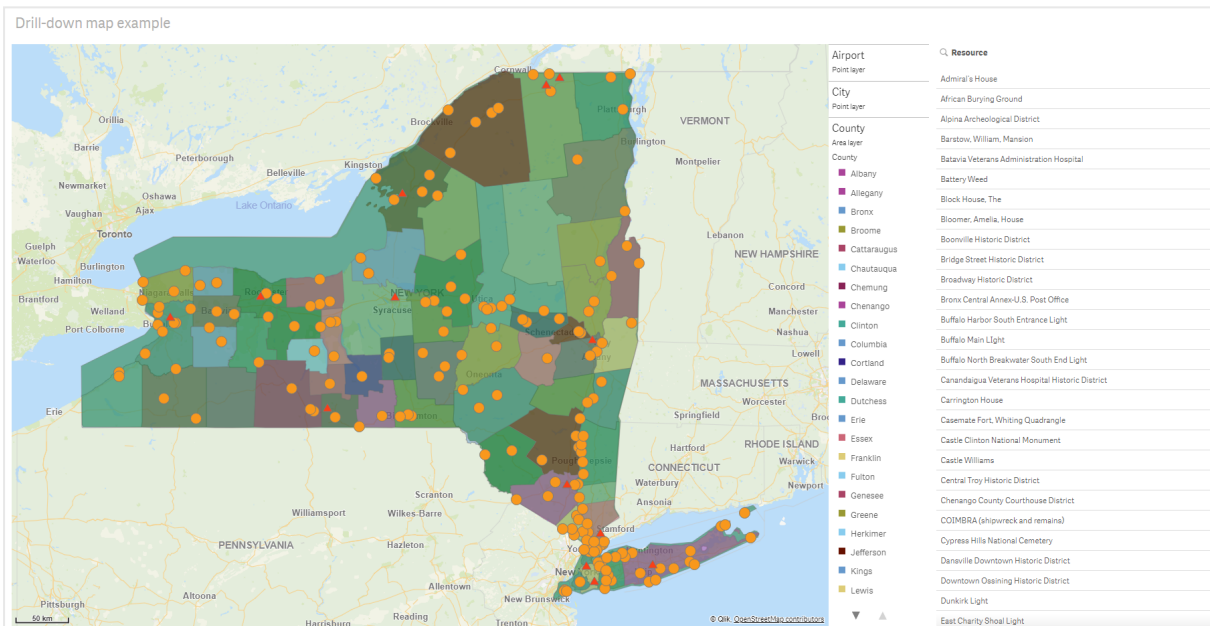 Drill-down map example
Cornwall
Orillia
Barrie
Peterborough
Belleville
Kingston
Brockville
Burlington
VERMONT
Montpelier
Newmarket
Oshawa
Ajax
Vaughan
Toronto
Lake Ontario
Guelph
Waterloo
Burlington
Hamilton
Brantford
Welland
Port Colborne
Lebanon
NEW HAMPSHIRE
Concord
Manchester
Nashua
Lowell
NEW YORK
Syracuse
Utica
Schenectady
Oneonta
Erie
MASSACHUSETTS
Worcester
Springfield
Hartford
RHODE ISLAND
Warwick
Newport
CONNECTICUT
Waterbury
Ansonia
Stamford
Scranton
Wilkes-Barre
Williamsport
Hazleton
PENNSYLVANIA
Allentown
New Brunswick
Altoona
Pittsburgh
Reading
Harrisburg
Trenton
50 km
© Qlik, OpenStreetMap contributors
Airport
Point layer
City
Point layer
County
Area layer
County
Albany
Allegany
Bronx
Broome
Cattaraugus
Chautauqua
Chemung
Chenango
Clinton
Columbia
Cortland
Delaware
Dutchess
Erie
Essex
Franklin
Fulton
Genesee
Greene
Herkimer
Jefferson
Kings
Lewis
Resource
Admiral's House
African Burying Ground
Alpina Archeological District
Barstow, William, Mansion
Batavia Veterans Administration Hospital
Battery Weed
Block House, The
Bloomer, Amelia, House
Boonville Historic District
Bridge Street Historic District
Broadway Historic District
Bronx Central Annex-U.S. Post Office
Buffalo Harbor South Entrance Light
Buffalo Main LIght
Buffalo North Breakwater South End Light
Canandaigua Veterans Hospital Historic District
Carrington House
Casemate Fort, Whiting Quadrangle
Castle Clinton National Monument
Castle Williams
Central Troy Historic District
Chenango County Courthouse District
COIMBRA (shipwreck and remains)
Cypress Hills National Cemetery
Dansville Downtown Historic District
Downtown Ossining Historic District
Dunkirk Light
East Charity Shoal Light